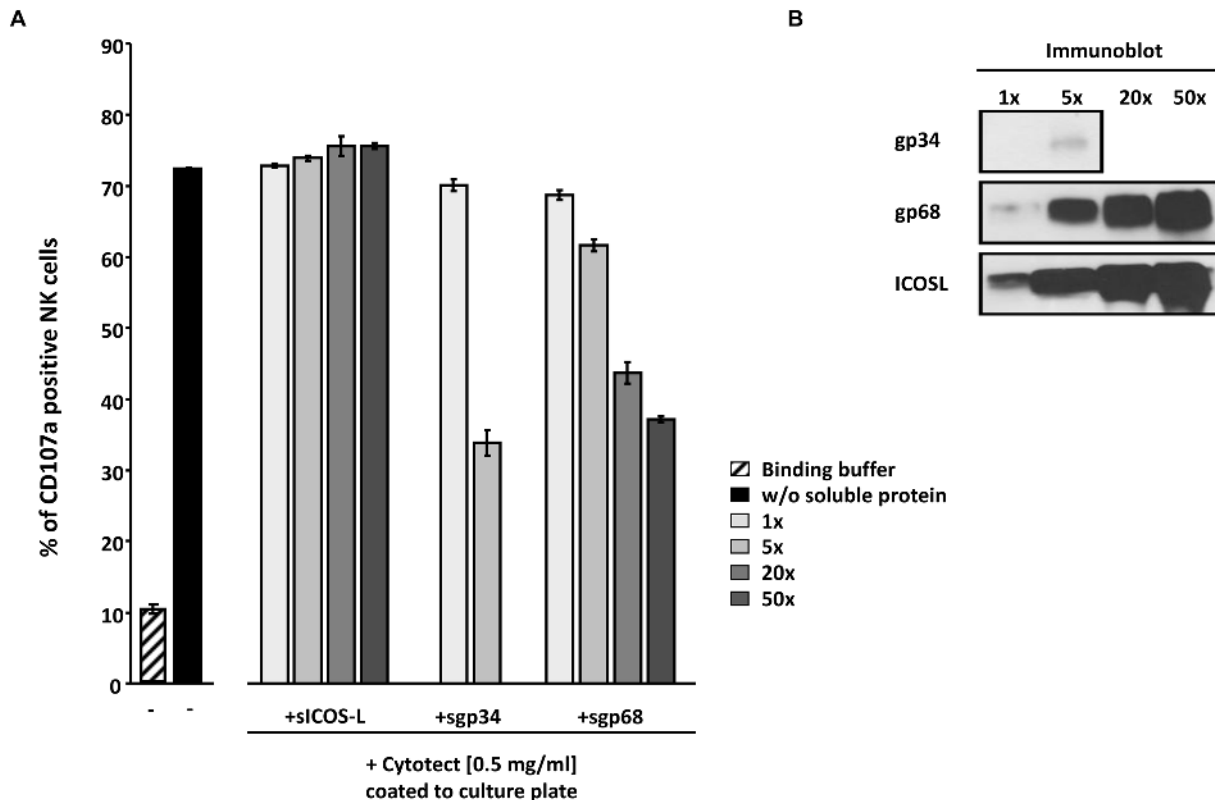 A
% of CD107a positive NK cells
90
80
70
60
50
40
30
20
10
0
- -
+sICOS-L +sgp34 +sgp68
+ Cytotect [0.5 mg/ml]
coated to culture plate
Binding buffer
w/o soluble protein
1x
5x
20x
50x
B
Immunoblot
1x 5x 20x 50x
gp34
gp68
ICOSL